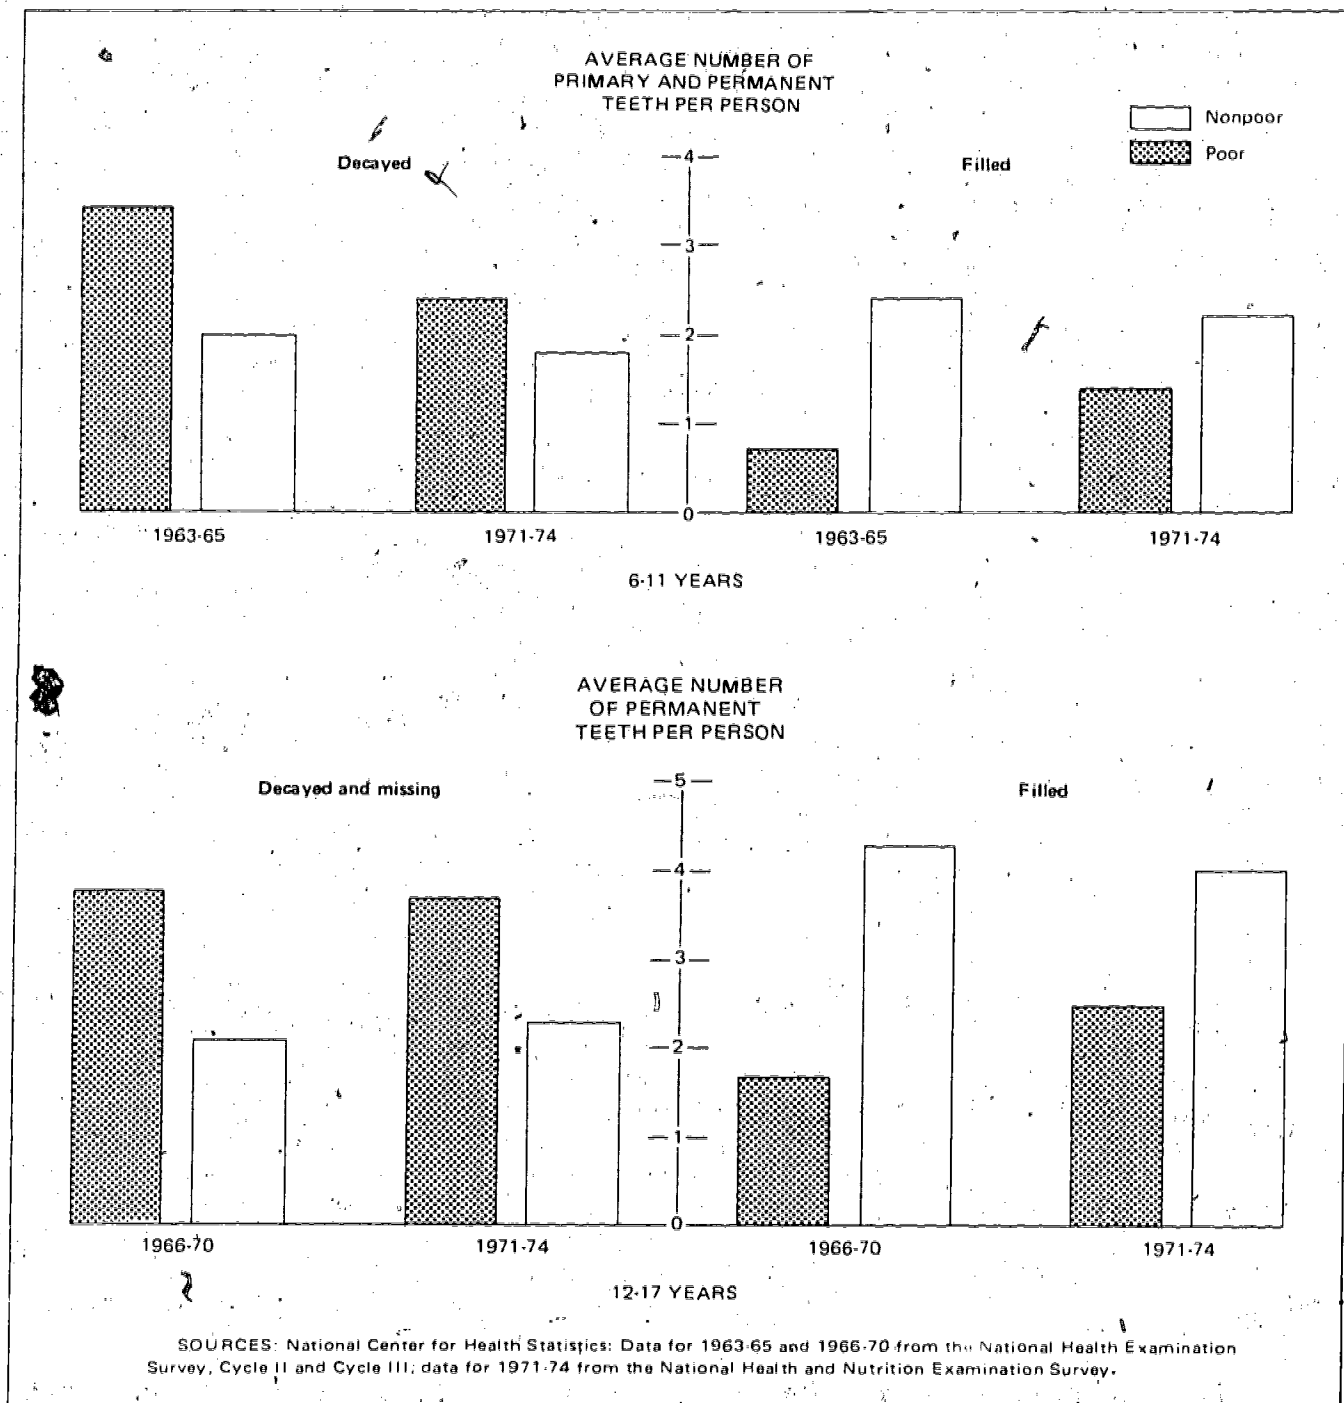 AVERAGE NUMBER OF
PRIMARY AND PERMANENT
TEETH PER PERSON
Nonpoor
Poor
Decayed
Filled
4
3
2
1
0
1963-65
1971-74
1963-65
1971-74
6-11 YEARS
AVERAGE NUMBER
OF PERMANENT
TEETH PER PERSON
Decayed and missing
Filled
5
4
3
2
1
0
1966-70
1971-74
1966-70
1971-74
12-17 YEARS
SOURCES: National Center for Health Statistics: Data for 1963-65 and 1966-70 from the National Health Examination
Survey, Cycle II and Cycle III; data for 1971-74 from the National Health and Nutrition Examination Survey.